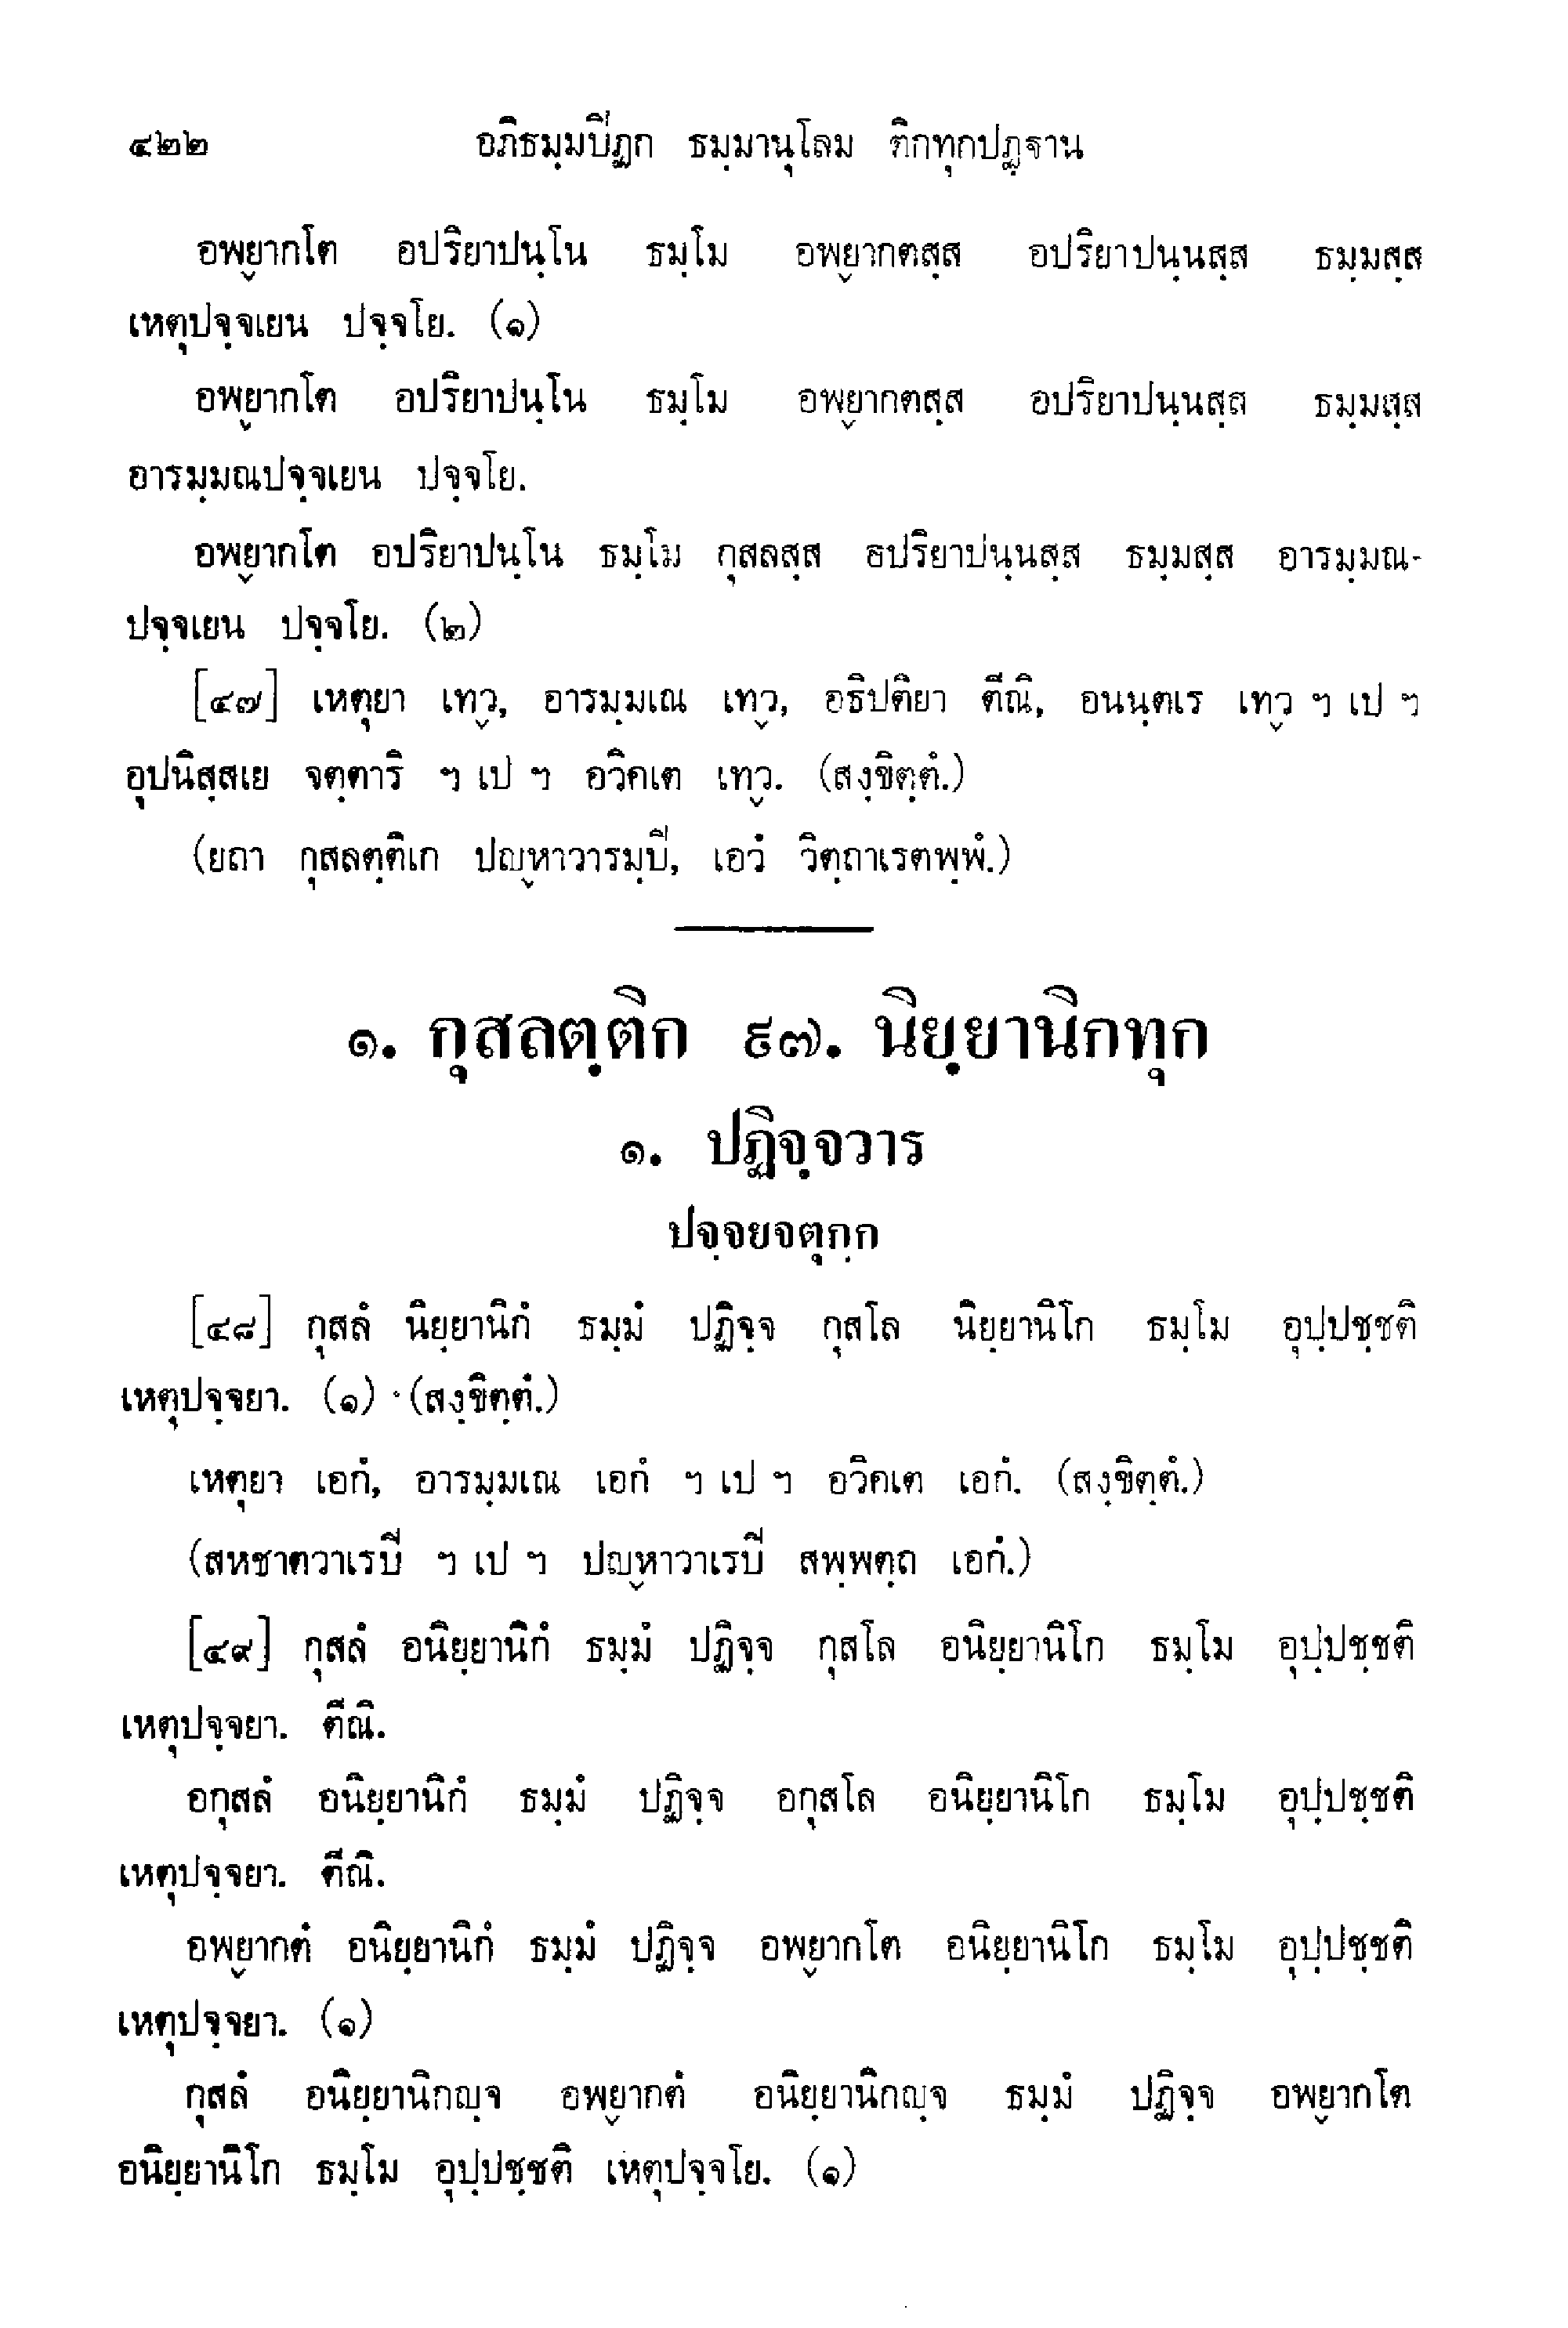 ๔๒๒ อภิธมฺมปิฏก ธมฺมานุโลม ติกทุกปฏฺฐาน
อพฺยากโต อปริยาปนฺโน ธมฺโม อพฺยากตสฺส อปริยาปนฺนสฺส ธมฺมสฺส
เหตุปจฺจเยน ปจฺจโย. (๑)
อพฺยากโต อปริยาปนฺโน ธมฺโม อพฺยากตสฺส อปริยาปนฺนสฺส ธมฺมสฺส
อารมฺมณปจฺจเยน ปจฺจโย.
อพฺยากโต อปริยาปนฺโน ธมฺโม กุสลสฺส อปริยาปนฺนสฺส ธมฺมสฺส อารมฺมณ-
ปจฺจเยน ปจฺจโย. (๒)
[๔๗] เหตุยา เทฺว, อารมฺมเณ เทฺว, อธิปติยา ตีณิ, อนนฺตเร เทฺว ฯ เป ฯ
อุปนิสฺสเย จตฺตาริ ฯ เป ฯ อวิคเต เทฺว. (สงฺขิตฺตํ.)
(ยถา กุสลตฺติเก ปญฺหาวารมฺปิ, เอวํ วิตฺถาเรตพฺพํ.)
๑. กุสลตฺติก ๙๗. นิยฺยานิกทุก
๑. ปฏิจฺจวาร
ปจฺจยจตุกฺก
[๔๘] กุสลํ นิยฺยานิกํ ธมฺมํ ปฏิจฺจ กุสโล นิยฺยานิโก ธมฺโม อุปฺปชฺชติ
เหตุปจฺจยา. (๑) (สงฺขิตฺตํ.)
เหตุยา เอกํ, อารมฺมเณ เอกํ ฯ เป ฯ อวิคเต เอกํ. (สงฺขิตฺตํ.)
(สหชาตวาเรปิ ฯ เป ฯ ปญฺหาวาเรปิ สพฺพตฺถ เอกํ.)
[๔๙] กุสลํ อนิยฺยานิกํ ธมฺมํ ปฏิจฺจ กุสโล อนิยฺยานิโก ธมฺโม อุปฺปชฺชติ
เหตุปจฺจยา. ตีณิ.
อกุสลํ อนิยฺยานิกํ ธมฺมํ ปฏิจฺจ อกุสโล อนิยฺยานิโก ธมฺโม อุปฺปชฺชติ
เหตุปจฺจยา. ตีณิ.
อพฺยากตํ อนิยฺยานิกํ ธมฺมํ ปฏิจฺจ อพฺยากโต อนิยฺยานิโก ธมฺโม อุปฺปชฺชติ
เหตุปจฺจยา. (๑)
กุสลํ อนิยฺยานิกญฺจ อพฺยากตํ อนิยฺยานิกญฺจ ธมฺมํ ปฏิจฺจ อพฺยากโต
อนิยฺยานิโก ธมฺโม อุปฺปชฺชติ เหตุปจฺจโย. (๑)